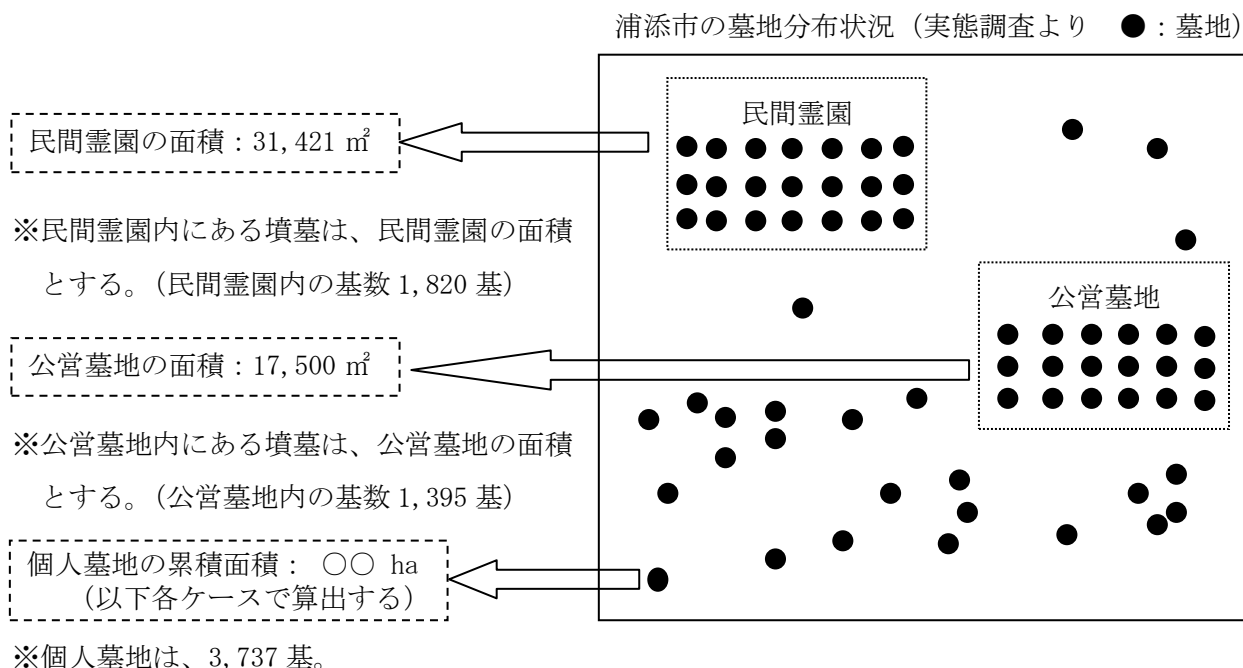 浦添市の墓地分布状況（実態調査より　●：墓地）
民間霊園
民間霊園の面積：31,421 ㎡
※民間霊園内にある墳墓は、民間霊園の面積
とする。（民間霊園内の基数 1,820 基）
公営墓地
公営墓地の面積：17,500 ㎡
※公営墓地内にある墳墓は、公営墓地の面積
とする。（公営墓地内の基数 1,395 基）
個人墓地の累積面積：　○○ ha
（以下各ケースで算出する）
※個人墓地は、3,737 基。